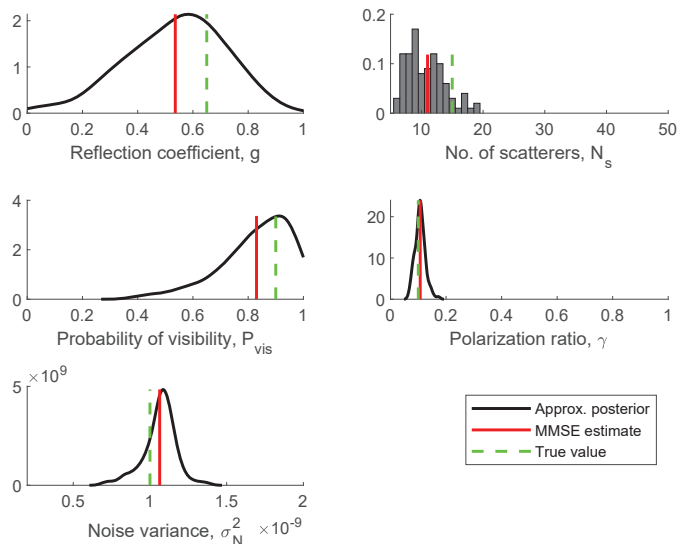 2
1
0
0 0.2 0.4 0.6 0.8 1
Reflection coefficient, g
0.2
0.1
0
10 20 30 40 50
No. of scatterers, N_s
4
2
0
0 0.2 0.4 0.6 0.8 1
Probability of visibility, P_vis
20
10
0
0 0.2 0.4 0.6 0.8 1
Polarization ratio, γ
×10^9
5
0
0.5 1 1.5 2
Noise variance, σ_N^2 ×10^-9
Approx. posterior
MMSE estimate
True value